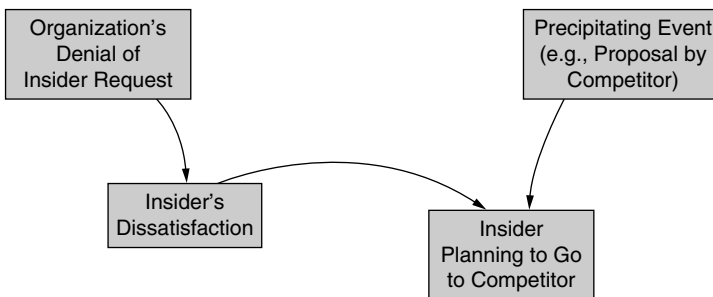 Organization's
Denial of
Insider Request
Precipitating Event
(e.g., Proposal by
Competitor)
Insider's
Dissatisfaction
Insider
Planning to Go
to Competitor